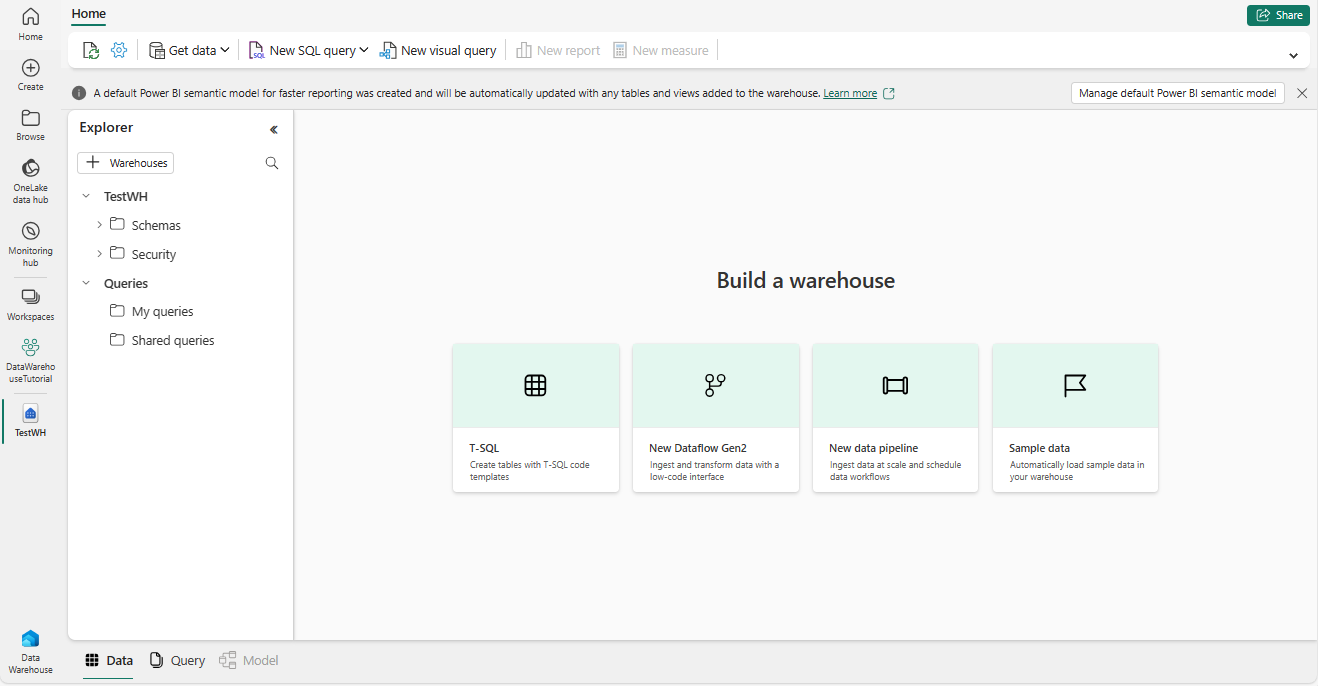 Home
Home
Share
Get data
New SQL query
New visual query
New report
New measure
Create
A default Power BI semantic model for faster reporting was created and will be automatically updated with any tables and views added to the warehouse. Learn more
Manage default Power BI semantic model
Browse
OneLake
data hub
Monitoring
hub
Workspaces
DataWareho
useTutorial
TestWH
Data
Warehouse
Explorer
Warehouses
TestWH
Schemas
Security
Queries
My queries
Shared queries
Build a warehouse
T-SQL
Create tables with T-SQL code
templates
New Dataflow Gen2
Ingest and transform data with a
low-code interface
New data pipeline
Ingest data at scale and schedule
data workflows
Sample data
Automatically load sample data in
your warehouse
Data
Query
Model